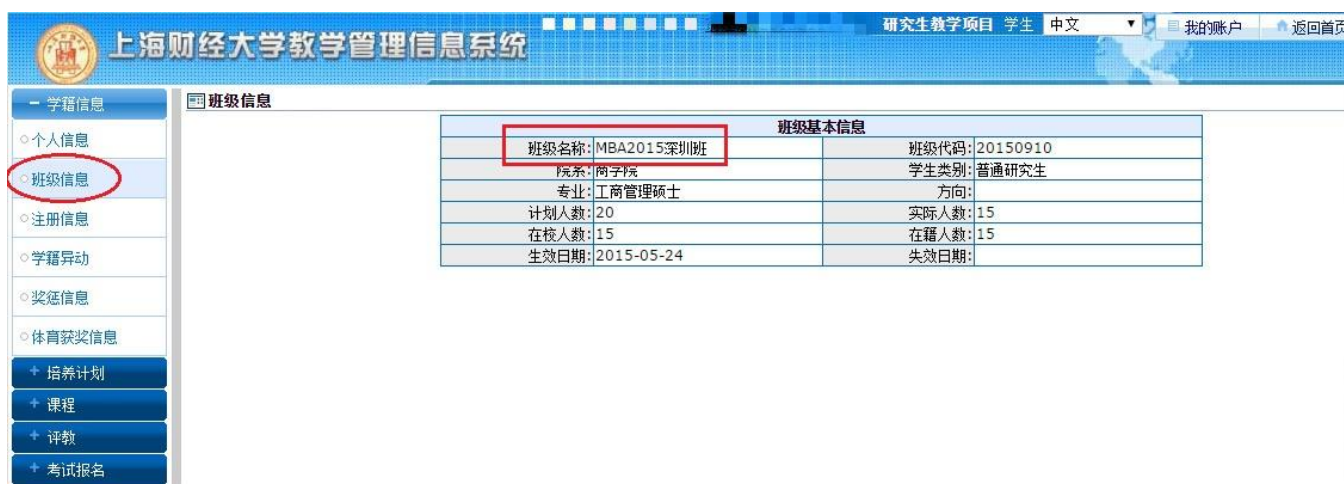 研究生教学项目 学生 中文 我的账户 返回首页
上海财经大学教学管理信息系统
学籍信息
个人信息
班级信息
注册信息
学籍异动
奖惩信息
体育获奖信息
培养计划
课程
评教
考试报名
班级信息
班级基本信息
班级名称: MBA2015深圳班 班级代码: 20150910
院系: 商学院 学生类别: 普通研究生
专业: 工商管理硕士 方向:
计划人数: 20 实际人数: 15
在校人数: 15 在籍人数: 15
生效日期: 2015-05-24 失效日期: